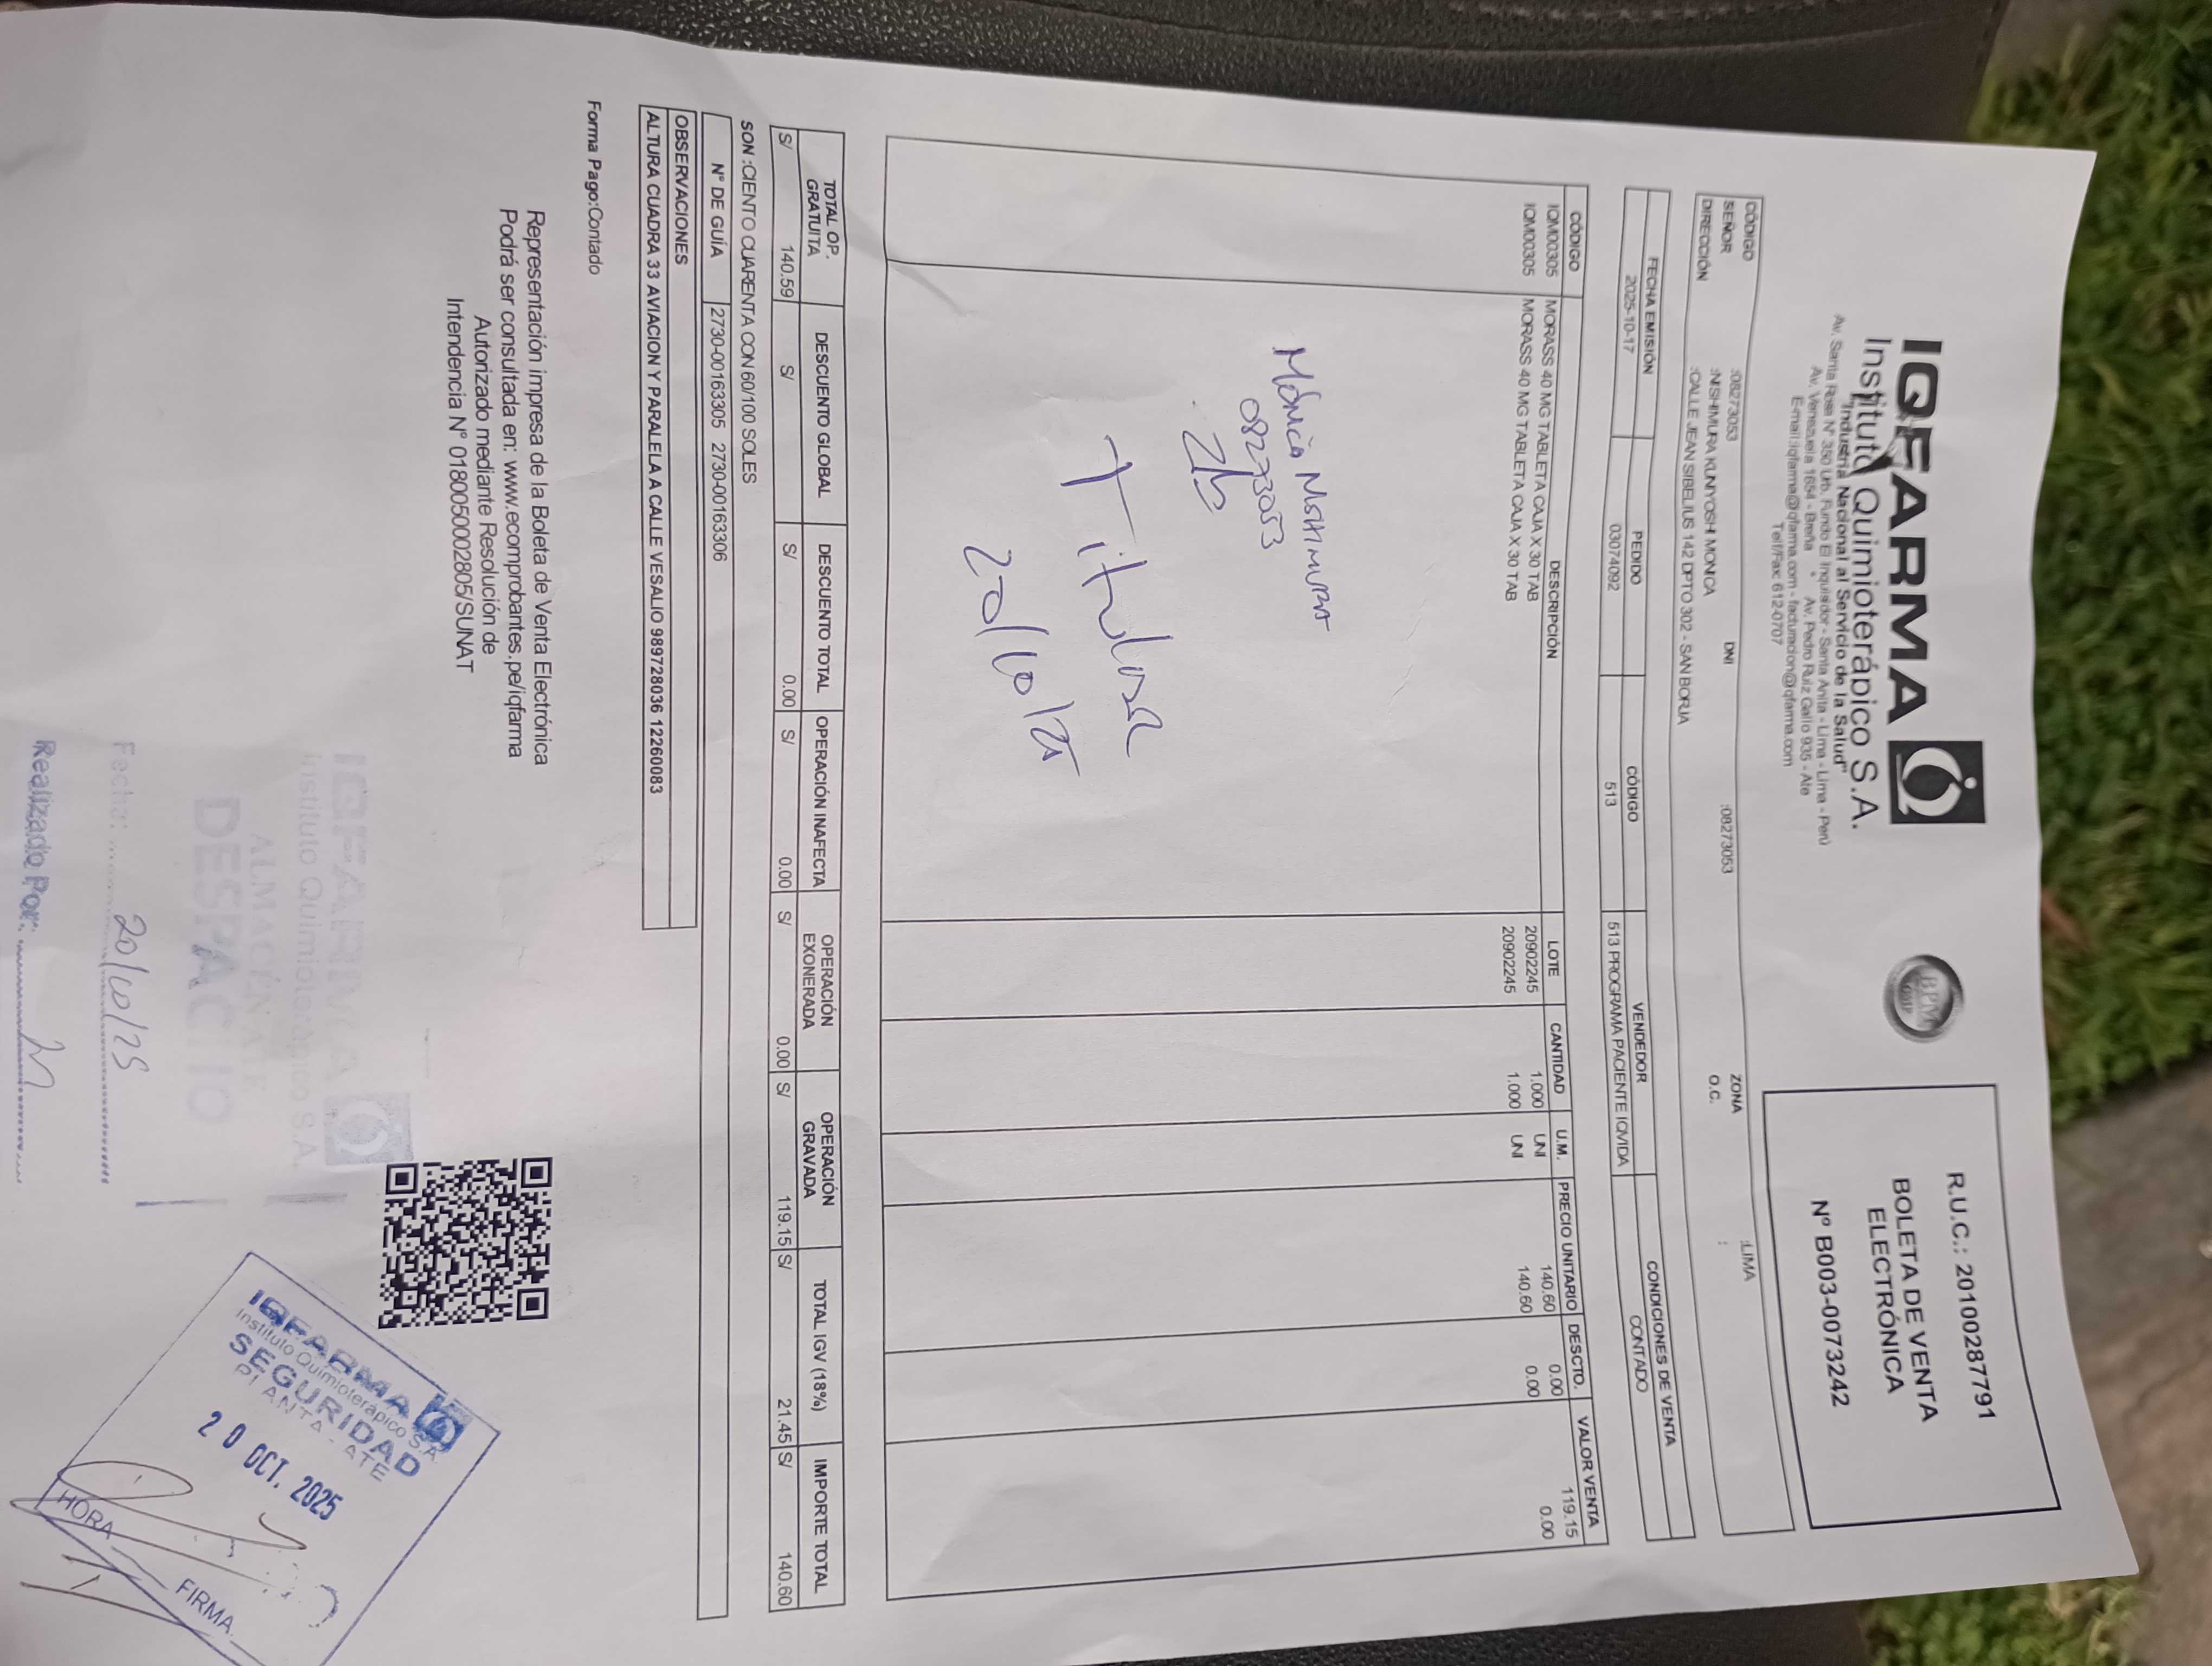 IQFARMA
Instituto Quimioterápico S.A.
"Industria Nacional al Servicio de la Salud"
Av. Santa Rosa N° 350 Urb. Fundo El Inquisidor - Santa Anita - Lima - Lima - Perú
Av. Venezuela 1654 - Breña * Av. Pedro Ruiz Gallo 935 - Ate
E-mail:iqfarma@iqfarma.com - facturacion@iqfarma.com
Telf/Fax: 612-0707
BPM
R.U.C.: 20100287791
BOLETA DE VENTA
ELECTRÓNICA
N° B003-0073242
CÓDIGO :08273053 DNI :08273053 ZONA :LIMA
SEÑOR :NISHIMURA KUNIYOSHI MONICA O.C. :
DIRECCIÓN :CALLE JEAN SIBELIUS 142 DPTO 302 - SAN BORJA
FECHA EMISIÓN PEDIDO CÓDIGO VENDEDOR CONDICIONES DE VENTA
2025-10-17 03074092 513 513 PROGRAMA PACIENTE IQVIDA CONTADO
CÓDIGO DESCRIPCIÓN LOTE CANTIDAD U.M. PRECIO UNITARIO DESCTO. VALOR VENTA
IQM00305 MORASS 40 MG TABLETA CAJA X 30 TAB 20902245 1.000 UNI 140.60 0.00 119.15
IQM00305 MORASS 40 MG TABLETA CAJA X 30 TAB 20902245 1.000 UNI 140.60 0.00 0.00
Mónica Nishimura
08273053
Titular
20/10/25
TOTAL OP. GRATUITA DESCUENTO GLOBAL DESCUENTO TOTAL OPERACIÓN INAFECTA OPERACIÓN EXONERADA OPERACIÓN GRAVADA TOTAL IGV (18%) IMPORTE TOTAL
S/ 140.59 S/ S/ 0.00 S/ 0.00 S/ 0.00 S/ 119.15 S/ 21.45 S/ 140.60
SON :CIENTO CUARENTA CON 60/100 SOLES
N° DE GUÍA 2730-00163305 2730-00163306
OBSERVACIONES
ALTURA CUADRA 33 AVIACION Y PARALELA A CALLE VESALIO 989728036 12260083
Forma Pago:Contado
Representación impresa de la Boleta de Venta Electrónica
Podrá ser consultada en: www.ecomprobantes.pe/iqfarma
Autorizado mediante Resolución de
Intendencia N° 0180050002805/SUNAT
IQFARMA
Instituto Quimioterápico S.A.
ALMACÉN ATE
DESPACHO
Fecha: 20/10/25
Realizado Por:
IQFARMA
Instituto Quimioterápico S.A.
SEGURIDAD
PLANTA - ATE
20 OCT. 2025
HORA
FIRMA